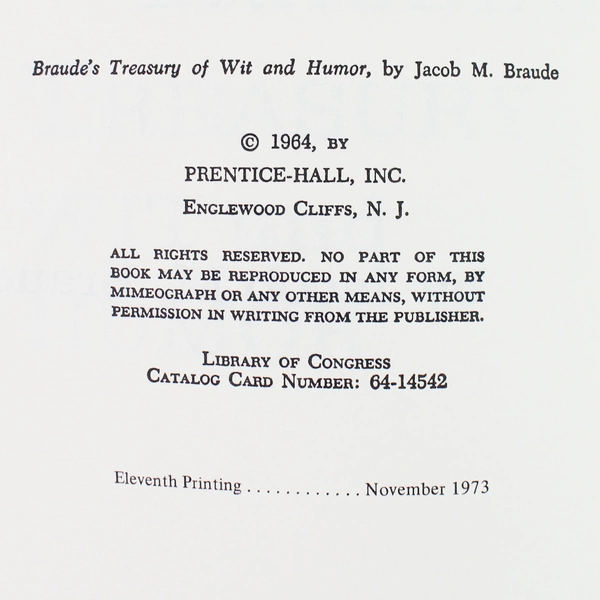 Braude's Treasury of Wit and Humor, by Jacob M. Braude
© 1964, BY
PRENTICE-HALL, INC.
ENGLEWOOD CLIFFS, N. J.
ALL RIGHTS RESERVED. NO PART OF THIS
BOOK MAY BE REPRODUCED IN ANY FORM, BY
MIMEOGRAPH OR ANY OTHER MEANS, WITHOUT
PERMISSION IN WRITING FROM THE PUBLISHER.
LIBRARY OF CONGRESS
CATALOG CARD NUMBER: 64-14542
Eleventh Printing . . . . . . . . . . . . November 1973